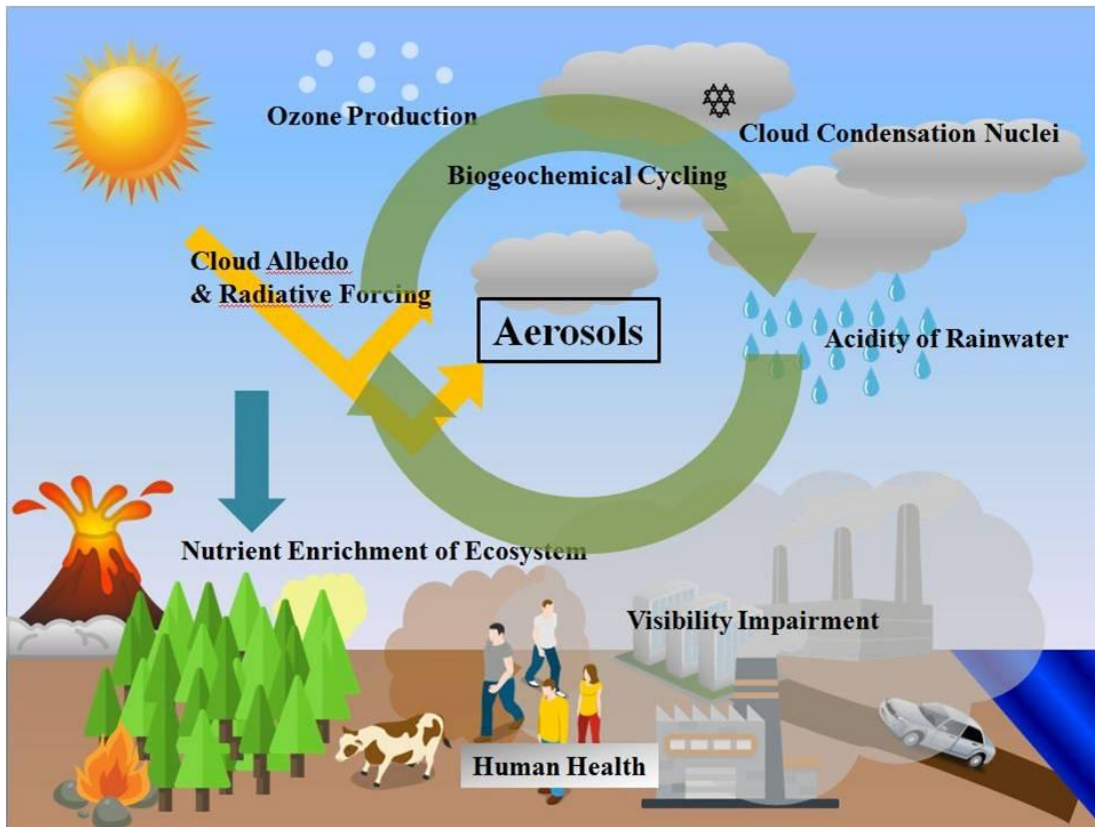 Ozone Production
Cloud Condensation Nuclei
Biogeochemical Cycling
Cloud Albedo
& Radiative Forcing
Aerosols
Acidity of Rainwater
Nutrient Enrichment of Ecosystem
Visibility Impairment
Human Health